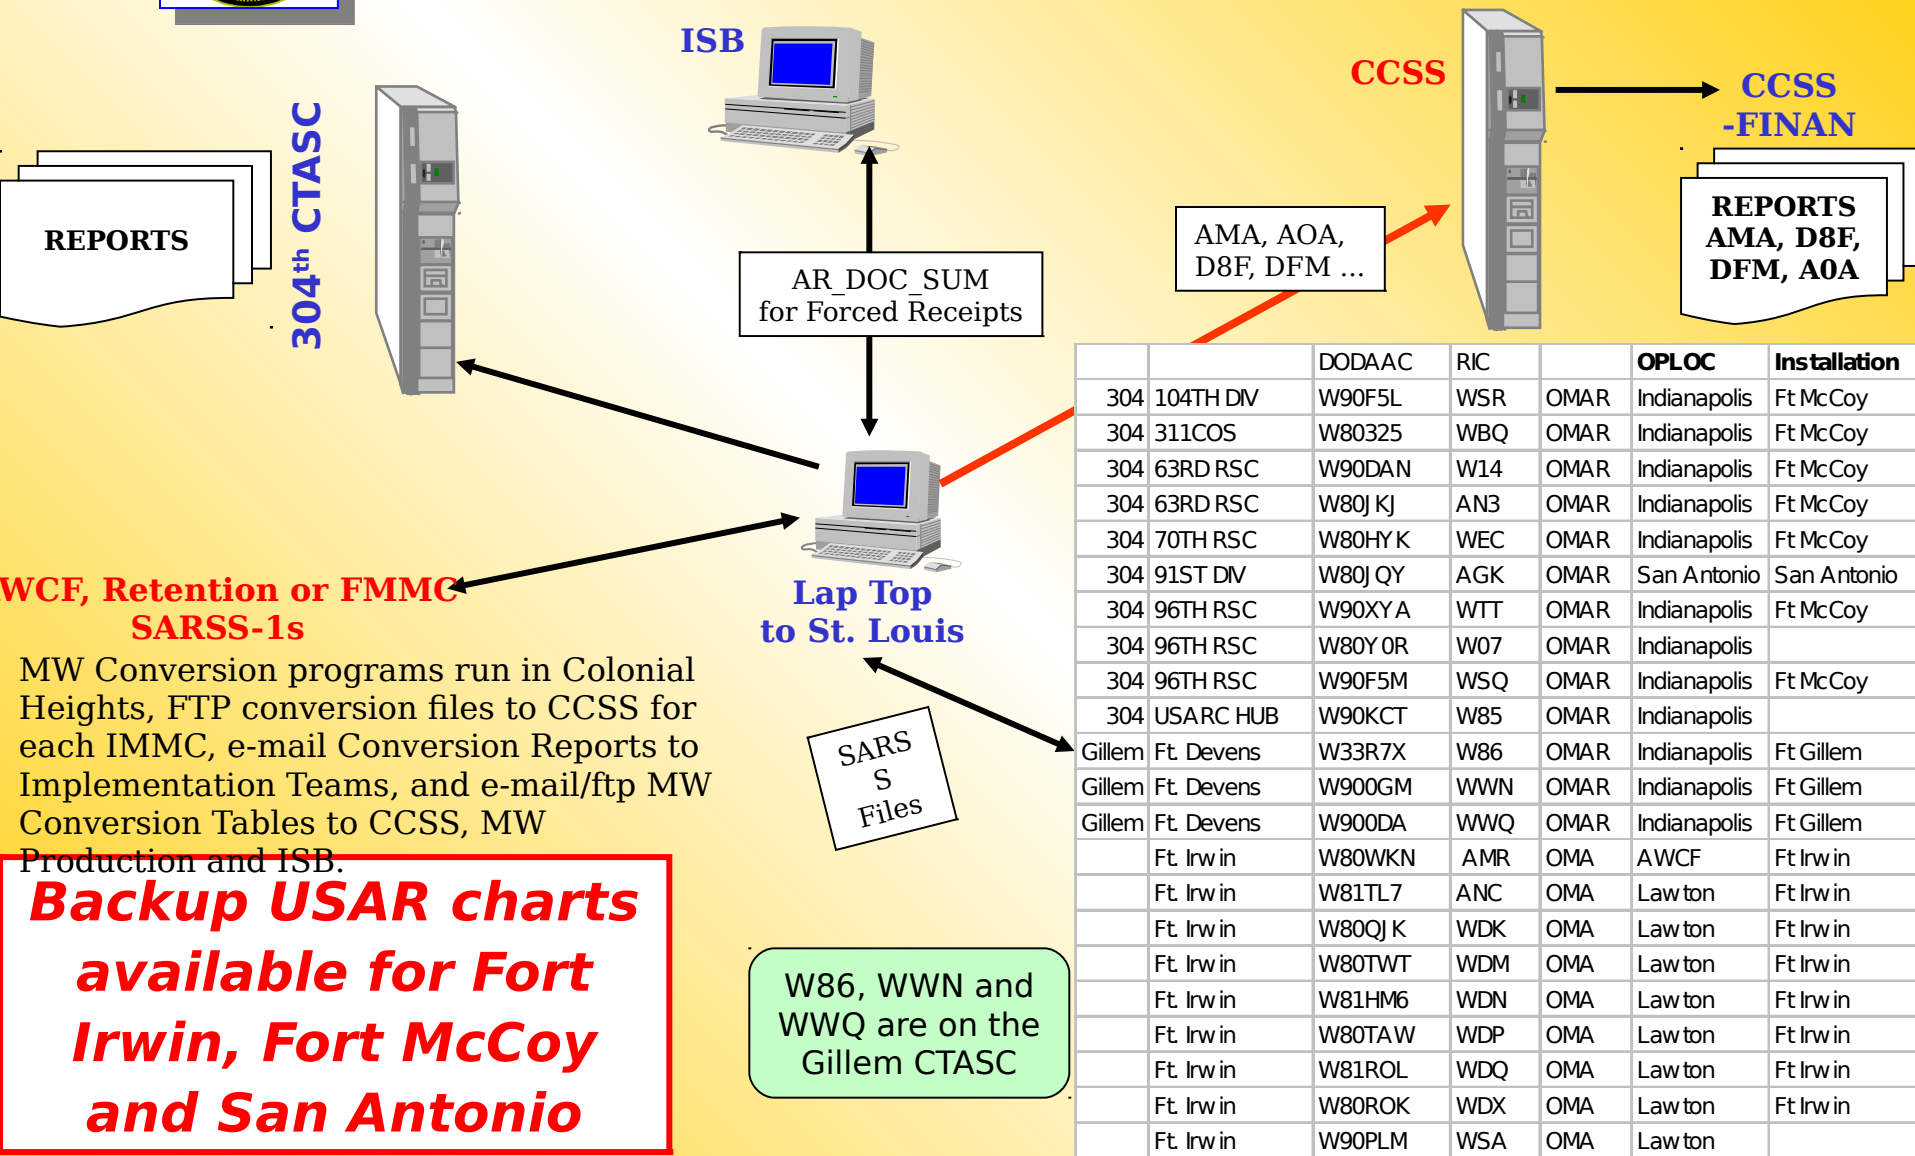 ISB
CCSS
CCSS
-FINAN
304th CTASC
REPORTS
REPORTS
AMA, D8F,
DFM, A0A
AMA, AOA,
D8F, DFM ...
AR_DOC_SUM
for Forced Receipts
WCF, Retention or FMMC
SARSS-1s
Lap Top
to St. Louis
MW Conversion programs run in Colonial
Heights, FTP conversion files to CCSS for
each IMMC, e-mail Conversion Reports to
Implementation Teams, and e-mail/ftp MW
Conversion Tables to CCSS, MW
Production and ISB.
SARS
S
Files
Backup USAR charts
available for Fort
Irwin, Fort McCoy
and San Antonio
W86, WWN and
WWQ are on the
Gillem CTASC
DODAAC RIC OPLOC Installation
304 104TH DIV W90F5L WSR OMAR Indianapolis Ft McCoy
304 311COS W80325 WBQ OMAR Indianapolis Ft McCoy
304 63RD RSC W90DAN W14 OMAR Indianapolis Ft McCoy
304 63RD RSC W80JKJ AN3 OMAR Indianapolis Ft McCoy
304 70TH RSC W80HYK WEC OMAR Indianapolis Ft McCoy
304 91ST DIV W80JQY AGK OMAR San Antonio San Antonio
304 96TH RSC W90XYA WTT OMAR Indianapolis Ft McCoy
304 96TH RSC W80Y0R W07 OMAR Indianapolis
304 96TH RSC W90F5M WSQ OMAR Indianapolis Ft McCoy
304 USARC HUB W90KCT W85 OMAR Indianapolis
Gillem Ft. Devens W33R7X W86 OMAR Indianapolis Ft Gillem
Gillem Ft. Devens W900GM WWN OMAR Indianapolis Ft Gillem
Gillem Ft. Devens W900DA WWQ OMAR Indianapolis Ft Gillem
Ft. Irwin W80WKN AMR OMA AWCF Ft Irwin
Ft. Irwin W81TL7 ANC OMA Lawton Ft Irwin
Ft. Irwin W80QJK WDK OMA Lawton Ft Irwin
Ft. Irwin W80TWT WDM OMA Lawton Ft Irwin
Ft. Irwin W81HM6 WDN OMA Lawton Ft Irwin
Ft. Irwin W80TAW WDP OMA Lawton Ft Irwin
Ft. Irwin W81ROL WDQ OMA Lawton Ft Irwin
Ft. Irwin W80ROK WDX OMA Lawton Ft Irwin
Ft. Irwin W90PLM WSA OMA Lawton